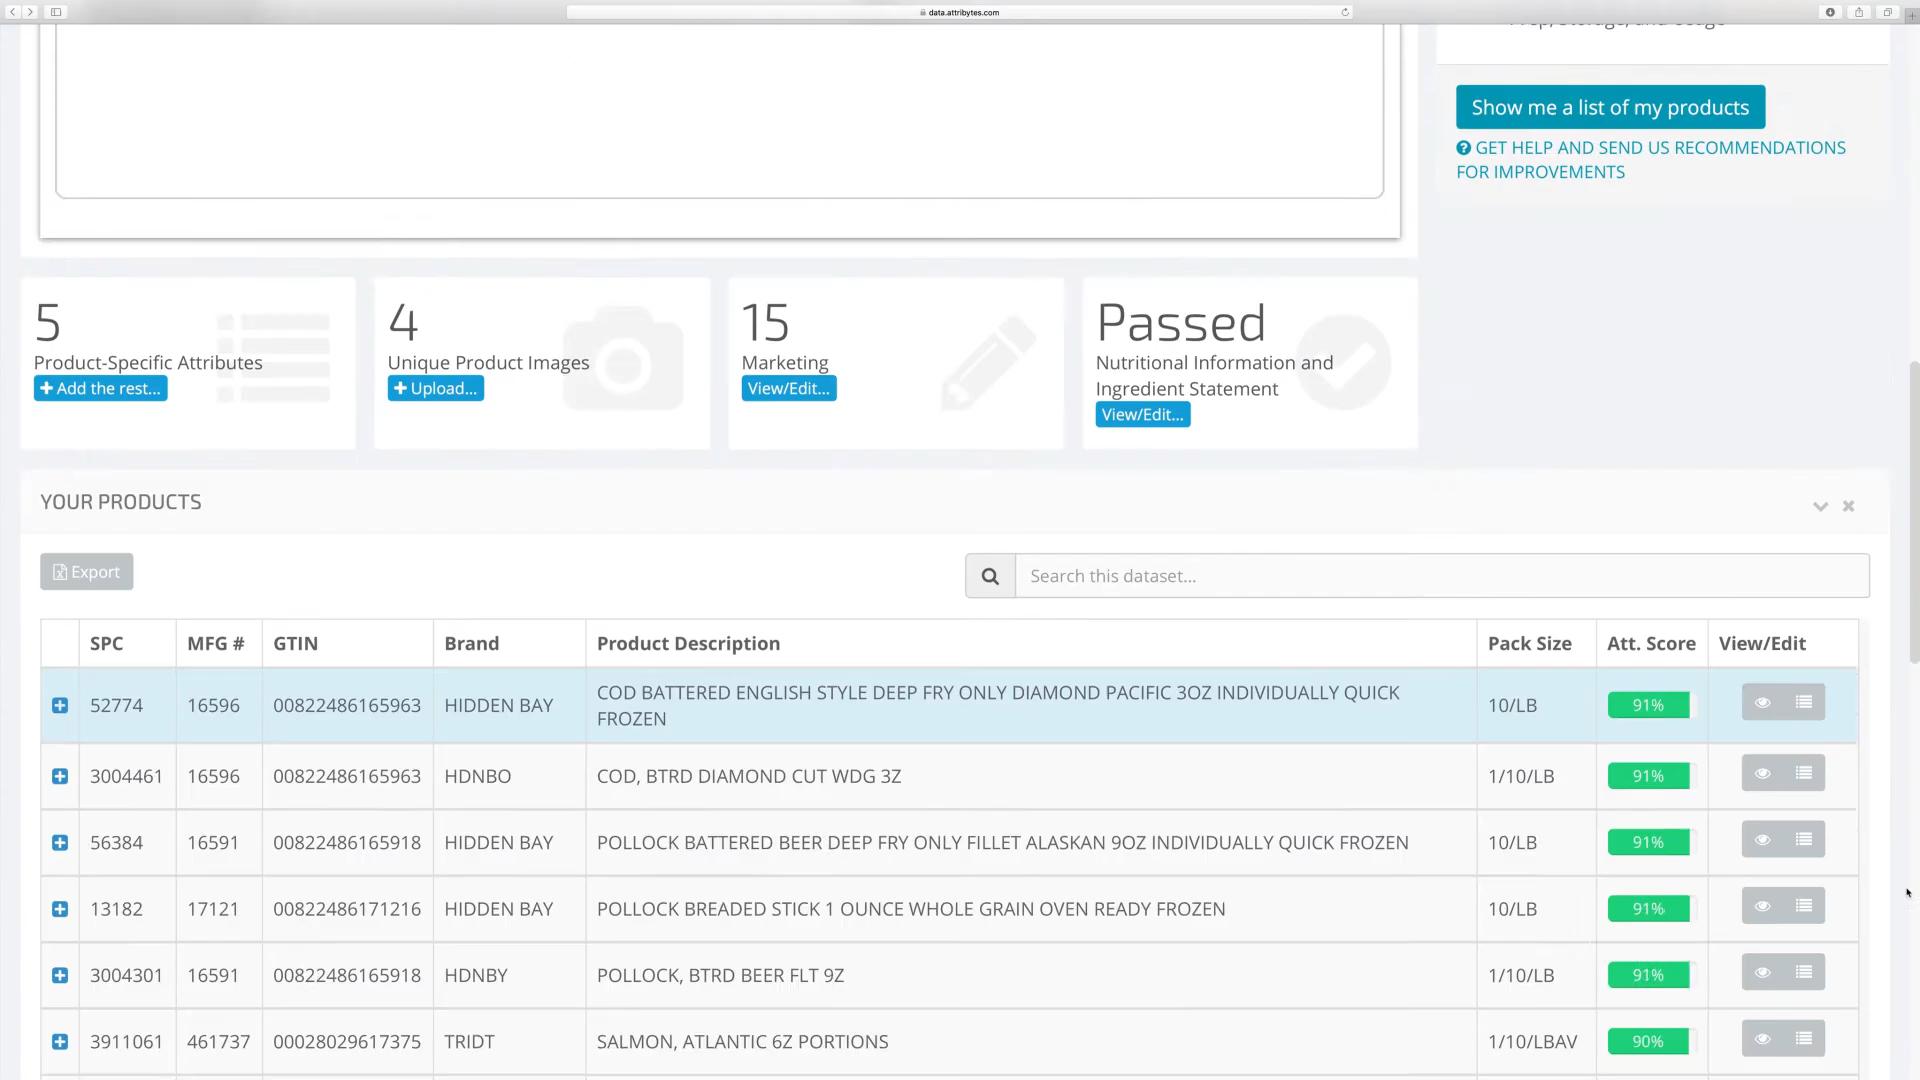 data.attribytes.com
Show me a list of my products
GET HELP AND SEND US RECOMMENDATIONS
FOR IMPROVEMENTS
5
Product-Specific Attributes
Add the rest...
4
Unique Product Images
Upload...
15
Marketing
View/Edit...
Passed
Nutritional Information and
Ingredient Statement
View/Edit...
YOUR PRODUCTS
Export
Search this dataset...
SPC MFG # GTIN Brand Product Description Pack Size Att. Score View/Edit
52774 16596 00822486165963 HIDDEN BAY COD BATTERED ENGLISH STYLE DEEP FRY ONLY DIAMOND PACIFIC 3OZ INDIVIDUALLY QUICK 10/LB 91%
FROZEN
3004461 16596 00822486165963 HDNBO COD, BTRD DIAMOND CUT WDG 3Z 1/10/LB 91%
56384 16591 00822486165918 HIDDEN BAY POLLOCK BATTERED BEER DEEP FRY ONLY FILLET ALASKAN 9OZ INDIVIDUALLY QUICK FROZEN 10/LB 91%
13182 17121 00822486171216 HIDDEN BAY POLLOCK BREADED STICK 1 OUNCE WHOLE GRAIN OVEN READY FROZEN 10/LB 91%
3004301 16591 00822486165918 HDNBY POLLOCK, BTRD BEER FLT 9Z 1/10/LB 91%
3911061 461737 00028029617375 TRIDT SALMON, ATLANTIC 6Z PORTIONS 1/10/LBAV 90%